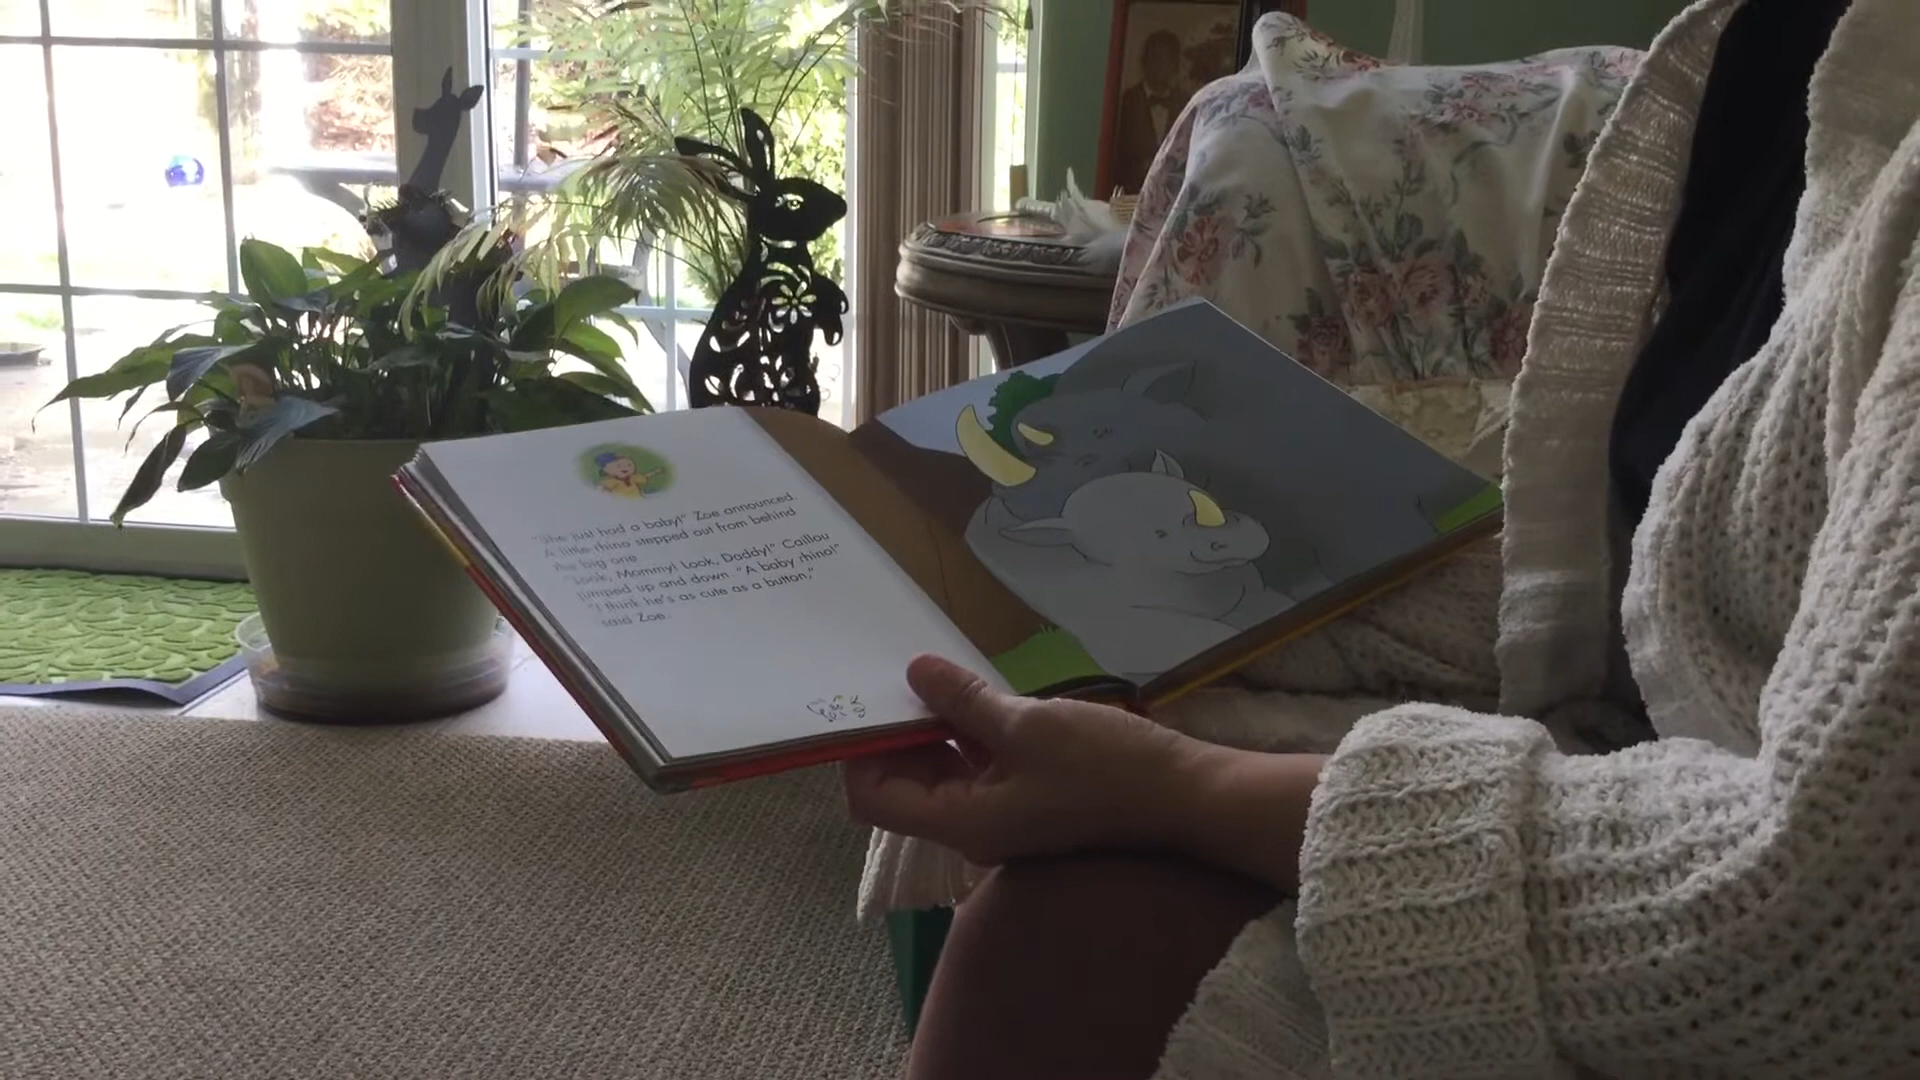 "She just had a baby!" Zoe announced.
A little rhino stepped out from behind
the big one.
"Look, Mommy! Look, Daddy!" Caillou
jumped up and down. "A baby rhino!"
"I think he's as cute as a button,"
said Zoe.